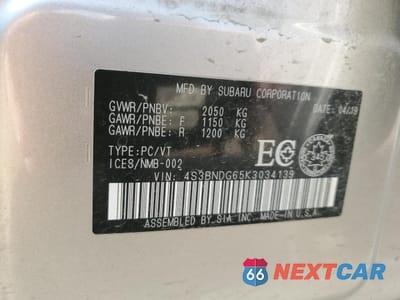 MFD BY SUBARU CORPORATION
GVWR/PNBV: 2050 KG DATE: 04/19
GAWR/PNBE: F 1150 KG
GAWR/PNBE: R 1200 KG
TYPE: PC/VT
ICES/NMB-002
EC
VIN: 4S3BNDG65K3034139
ASSEMBLED BY SIA, INC. MADE IN U.S.A.
66 NEXTCAR